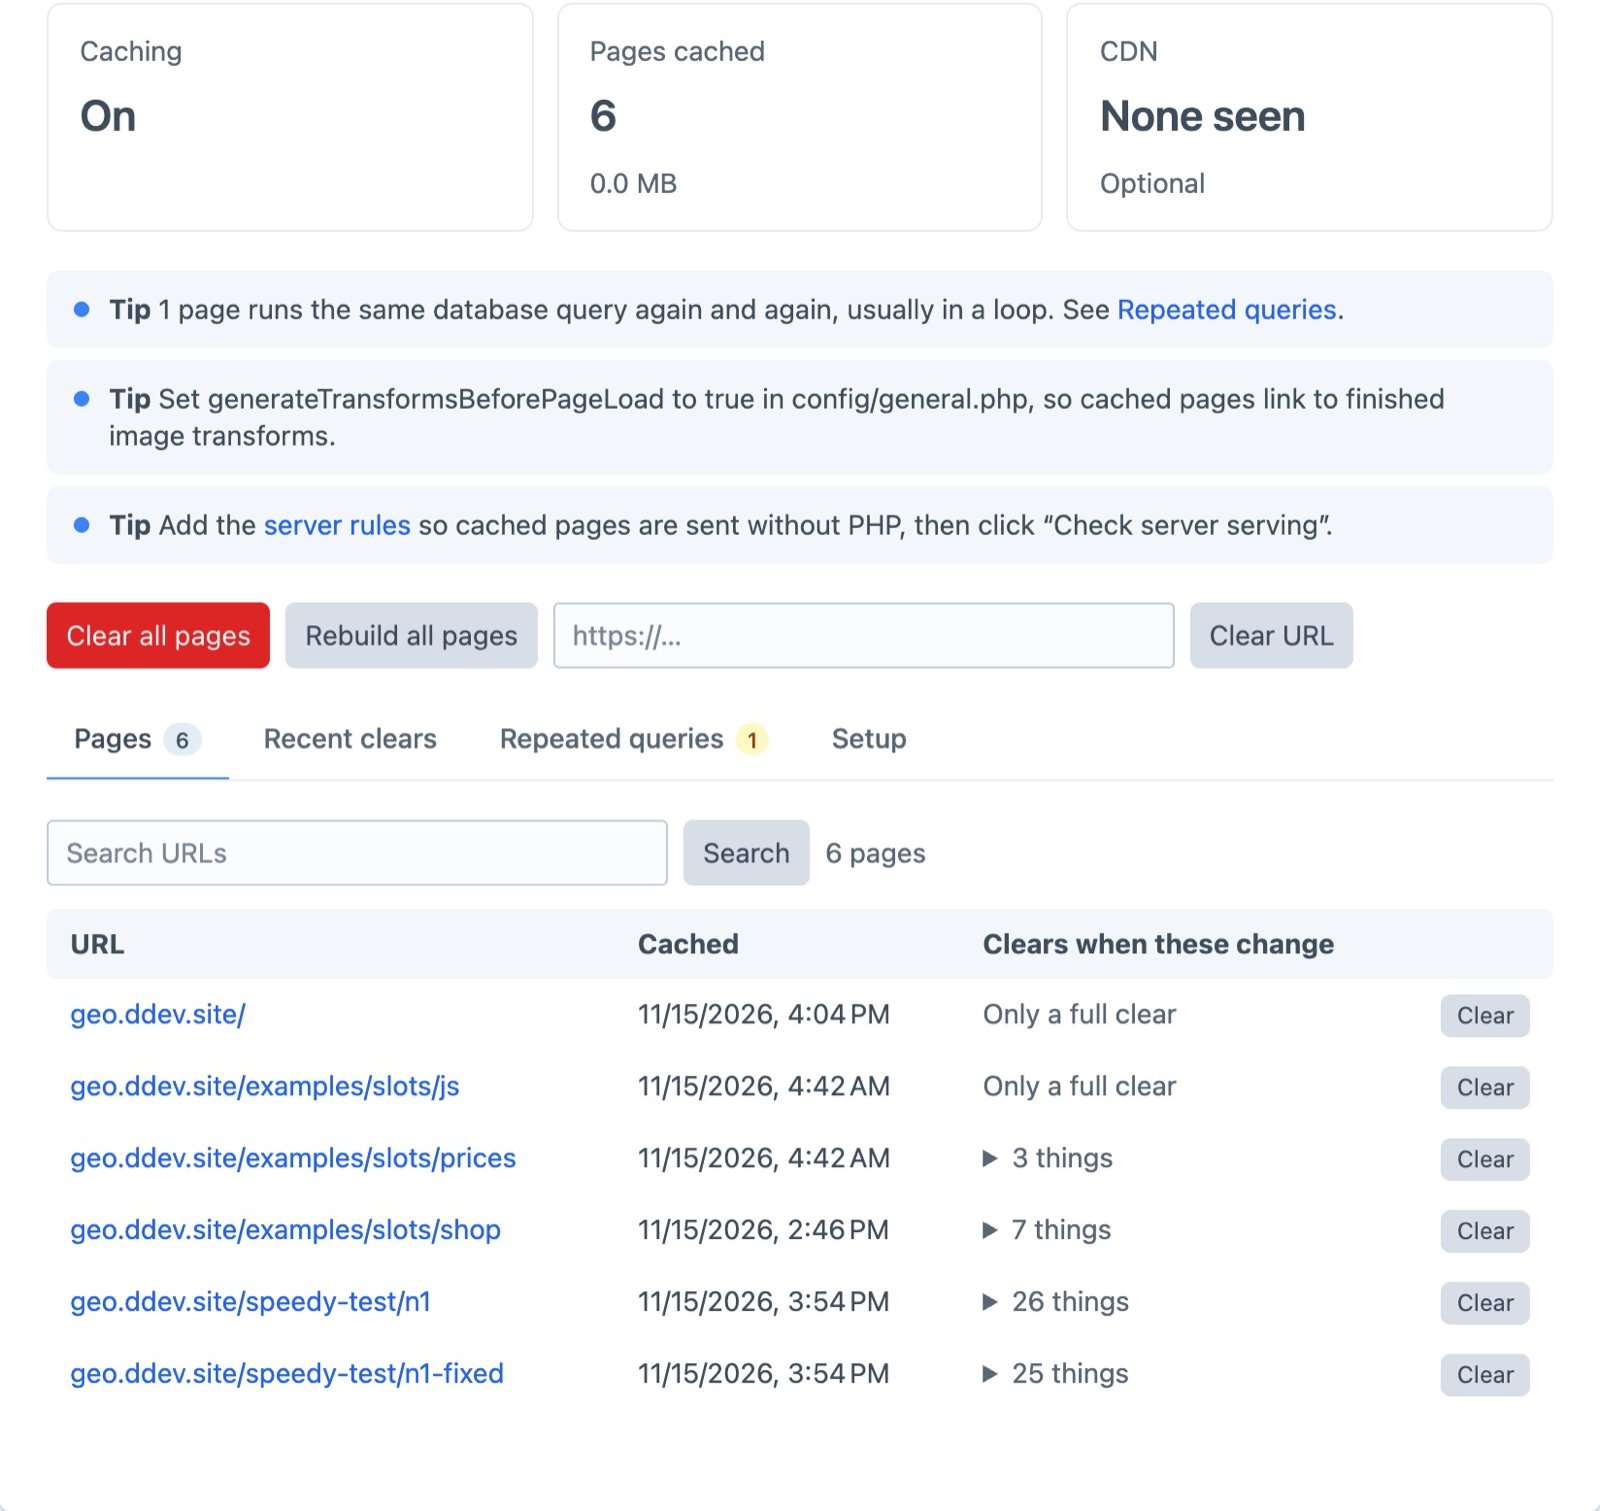 Caching
On
Pages cached
6
0.0 MB
CDN
None seen
Optional
Tip 1 page runs the same database query again and again, usually in a loop. See Repeated queries.
Tip Set generateTransformsBeforePageLoad to true in config/general.php, so cached pages link to finished
image transforms.
Tip Add the server rules so cached pages are sent without PHP, then click “Check server serving”.
Clear all pages Rebuild all pages https://... Clear URL
Pages 6 Recent clears Repeated queries 1 Setup
Search URLs Search 6 pages
URL Cached Clears when these change
geo.ddev.site/ 11/15/2026, 4:04 PM Only a full clear Clear
geo.ddev.site/examples/slots/js 11/15/2026, 4:42 AM Only a full clear Clear
geo.ddev.site/examples/slots/prices 11/15/2026, 4:42 AM 3 things Clear
geo.ddev.site/examples/slots/shop 11/15/2026, 2:46 PM 7 things Clear
geo.ddev.site/speedy-test/n1 11/15/2026, 3:54 PM 26 things Clear
geo.ddev.site/speedy-test/n1-fixed 11/15/2026, 3:54 PM 25 things Clear